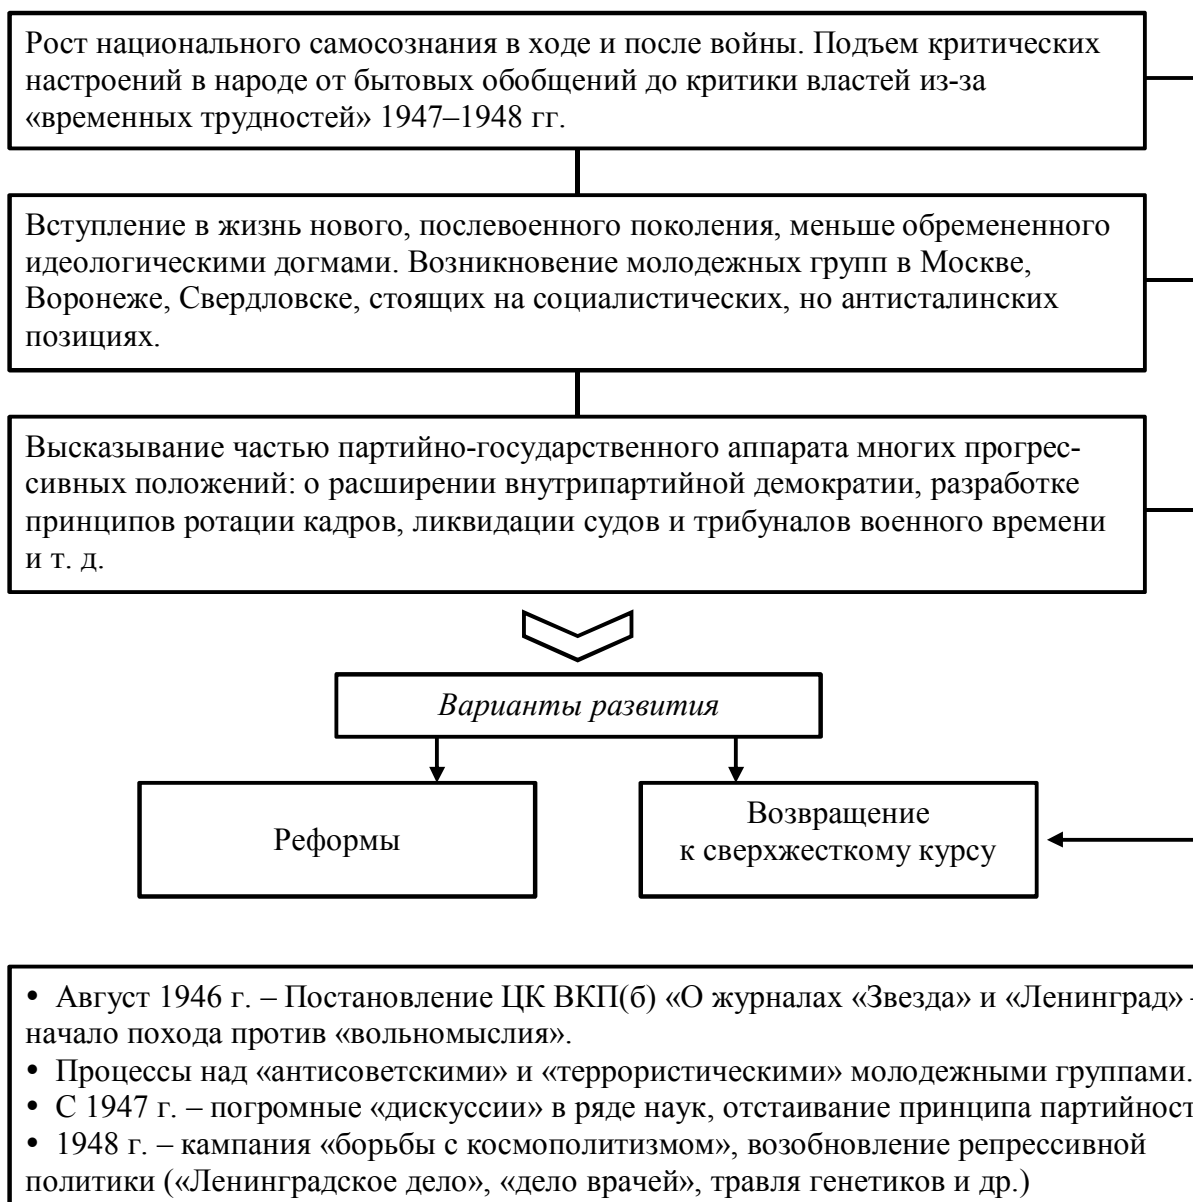 Рост национального самосознания в ходе и после войны. Подъем критических
настроений в народе от бытовых обобщений до критики властей из-за
«временных трудностей» 1947–1948 гг.
Вступление в жизнь нового, послевоенного поколения, меньше обремененного
идеологическими догмами. Возникновение молодежных групп в Москве,
Воронеже, Свердловске, стоящих на социалистических, но антисталинских
позициях.
Высказывание частью партийно-государственного аппарата многих прогрес-
сивных положений: о расширении внутрипартийной демократии, разработке
принципов ротации кадров, ликвидации судов и трибуналов военного времени
и т. д.
Варианты развития
Реформы
Возвращение
к сверхжесткому курсу
• Август 1946 г. – Постановление ЦК ВКП(б) «О журналах «Звезда» и «Ленинград» –
начало похода против «вольномыслия».
• Процессы над «антисоветскими» и «террористическими» молодежными группами.
• С 1947 г. – погромные «дискуссии» в ряде наук, отстаивание принципа партийност
• 1948 г. – кампания «борьбы с космополитизмом», возобновление репрессивной
политики («Ленинградское дело», «дело врачей», травля генетиков и др.)